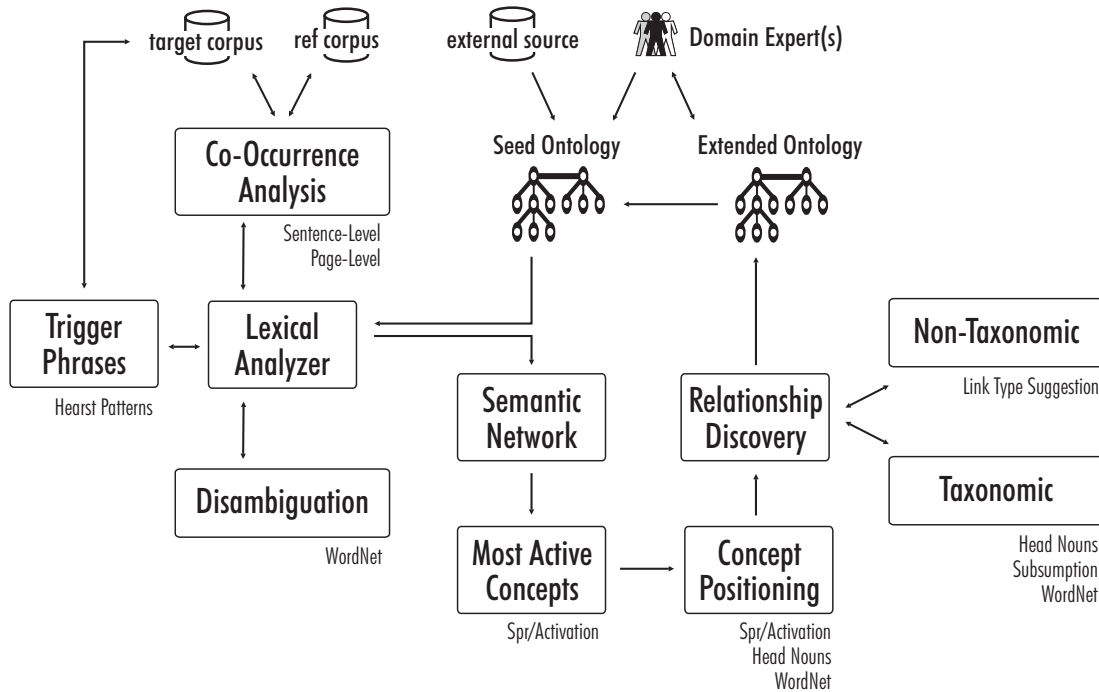 target corpus
ref corpus
external source
Domain Expert(s)
Co-Occurrence
Analysis
Sentence-Level
Page-Level
Seed Ontology
Extended Ontology
Trigger
Phrases
Hearst Patterns
Lexical
Analyzer
Disambiguation
WordNet
Semantic
Network
Most Active
Concepts
Spr/Activation
Relationship
Discovery
Concept
Positioning
Spr/Activation
Head Nouns
WordNet
Non-Taxonomic
Link Type Suggestion
Taxonomic
Head Nouns
Subsumption
WordNet